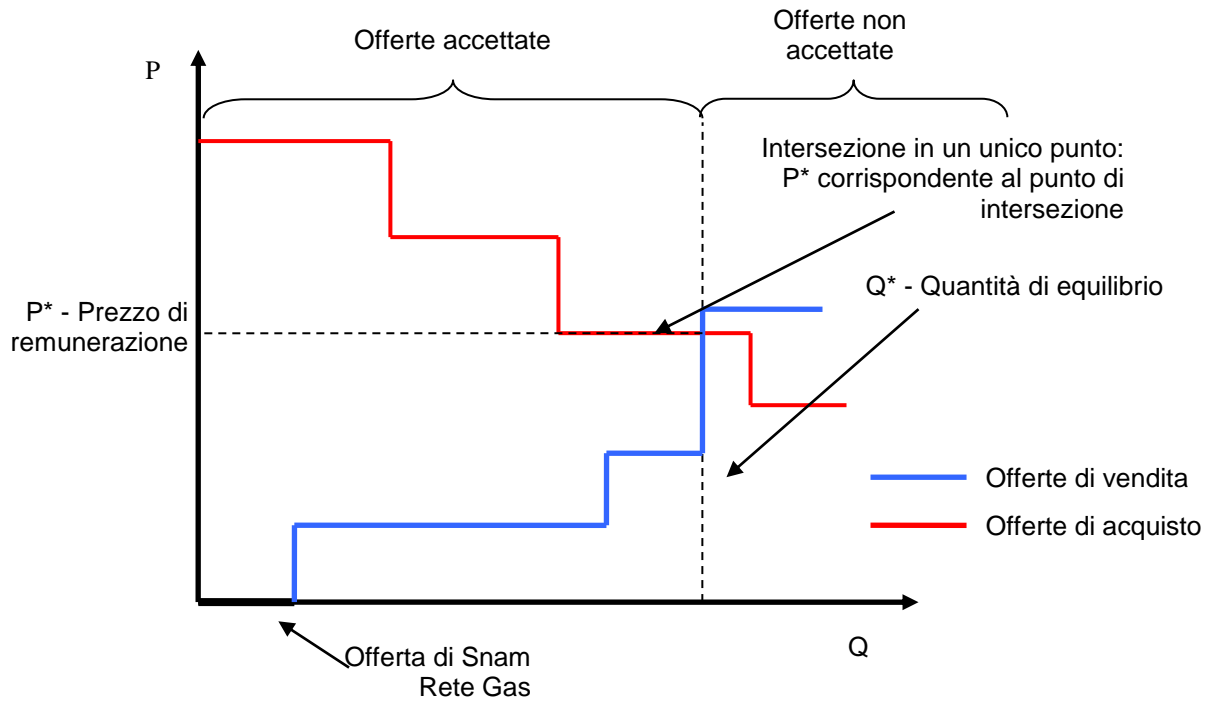 Offerte accettate
Offerte non
accettate
P
Intersezione in un unico punto:
P* corrispondente al punto di
intersezione
Q* - Quantità di equilibrio
P* - Prezzo di
remunerazione
Offerte di vendita
Offerte di acquisto
Q
Offerta di Snam
Rete Gas